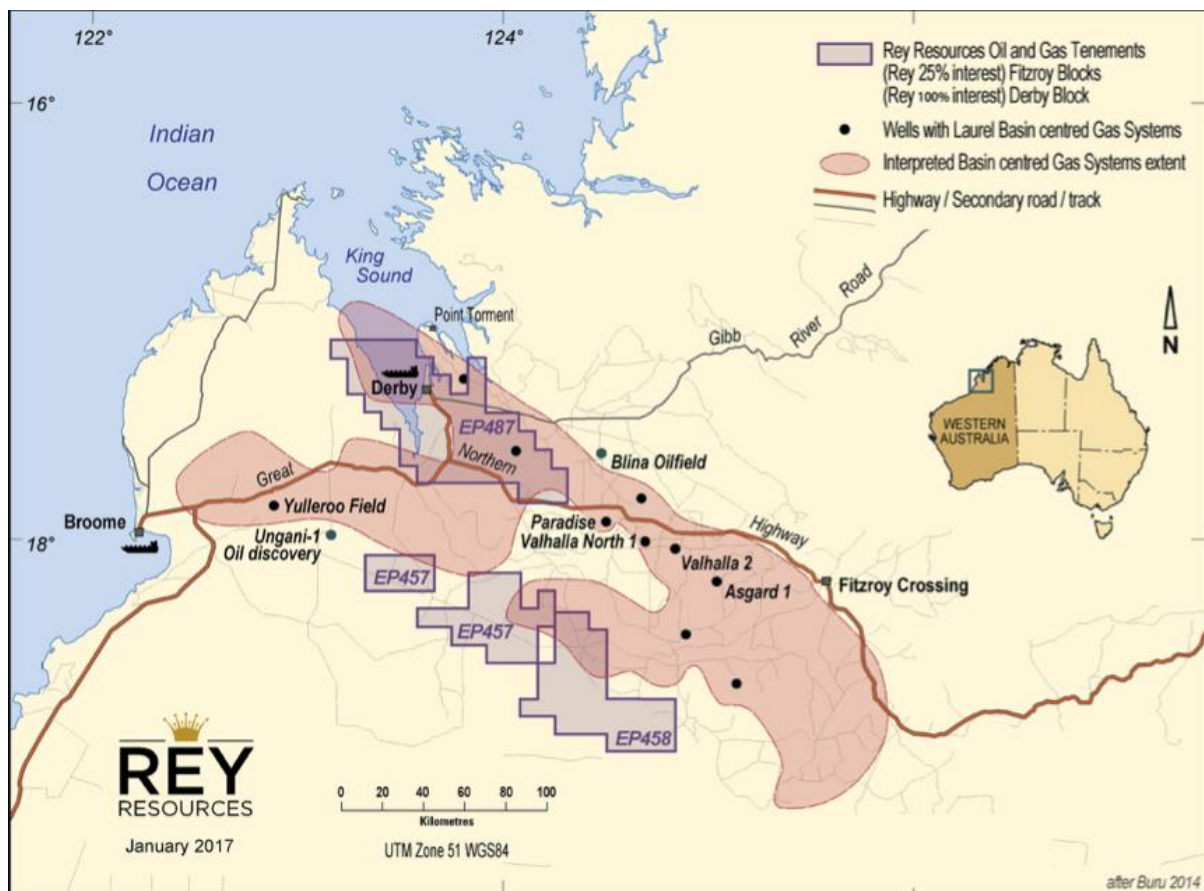 122°
124°
16°
Rey Resources Oil and Gas Tenements
(Rey 25% interest) Fitzroy Blocks
(Rey 100% interest) Derby Block
Wells with Laurel Basin centred Gas Systems
Interpreted Basin centred Gas Systems extent
Highway / Secondary road / track
Indian
Ocean
King
Sound
Point Torment
Gibb River Road
N
Derby
WESTERN
AUSTRALIA
EP487
Great Northern Highway
Blina Oilfield
Yulleroo Field
Broome
Ungani-1
Oil discovery
18°
Paradise
Valhalla North 1
Valhalla 2
Asgard 1
Fitzroy Crossing
EP457
EP457
EP458
REY
RESOURCES
January 2017
0 20 40 60 80 100
Kilometres
UTM Zone 51 WGS84
after Buru 2014